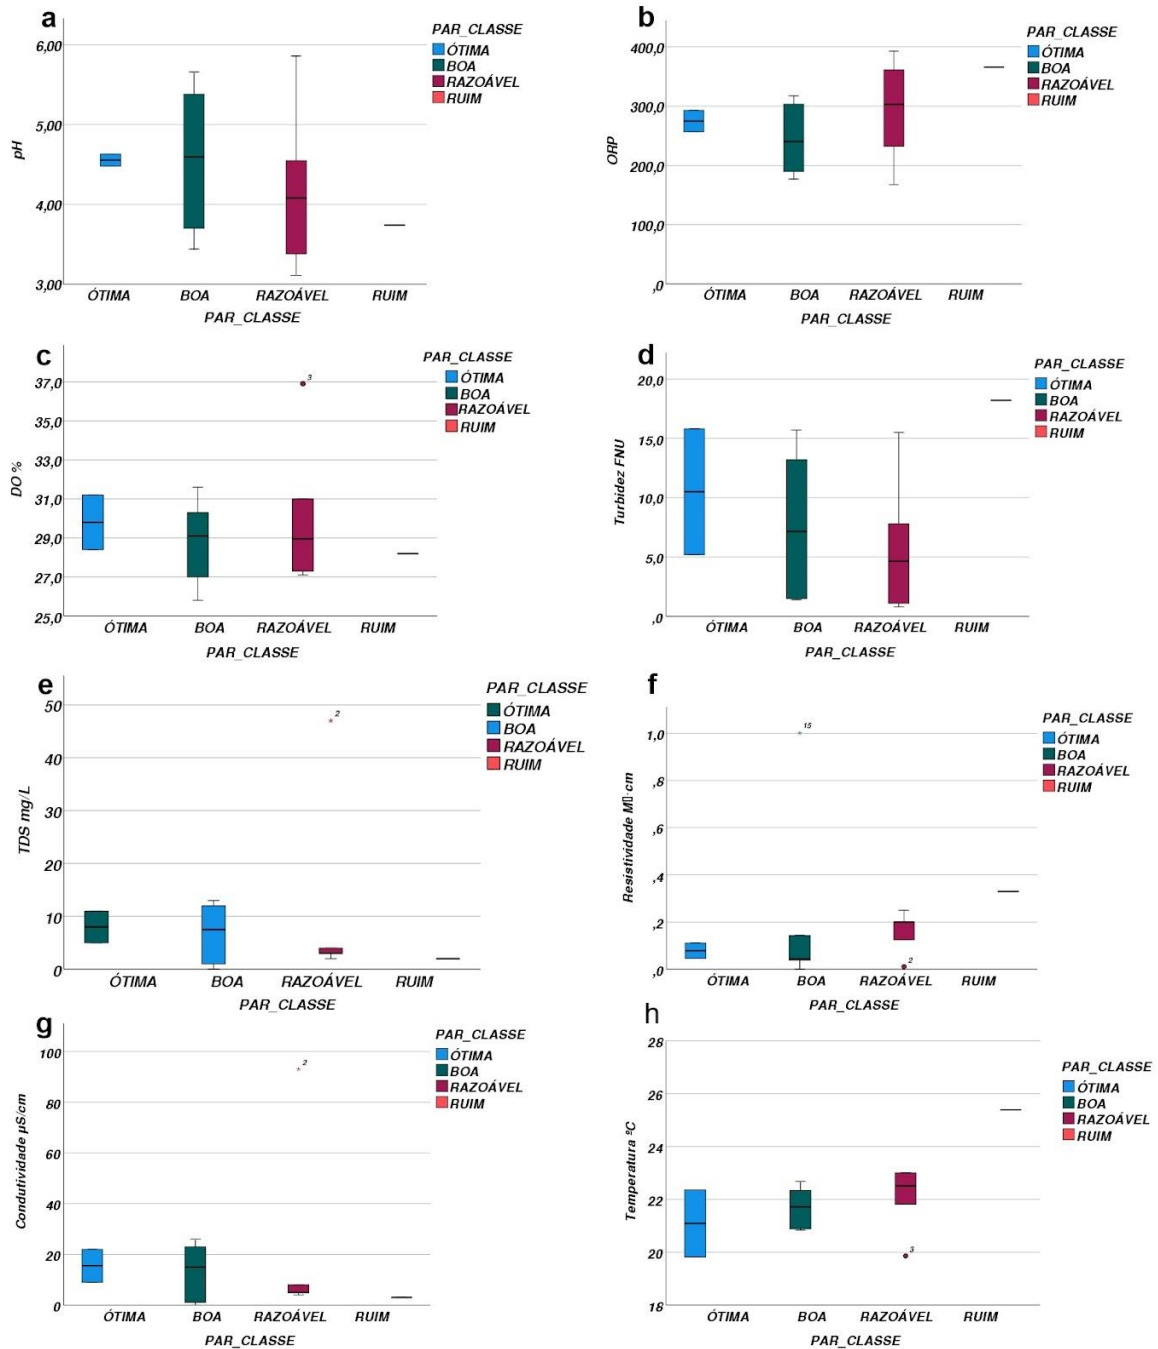 a
PAR_CLASSE
ÓTIMA
BOA
RAZOÁVEL
RUIM
6,00
5,00
4,00
3,00
pH
ÓTIMA BOA RAZOÁVEL RUIM
PAR_CLASSE
b
PAR_CLASSE
ÓTIMA
BOA
RAZOÁVEL
RUIM
400,0
300,0
200,0
100,0
,0
ORP
ÓTIMA BOA RAZOÁVEL RUIM
PAR_CLASSE
c
PAR_CLASSE
ÓTIMA
BOA
RAZOÁVEL
RUIM
37,0
35,0
33,0
31,0
29,0
27,0
25,0
DO %
3
ÓTIMA BOA RAZOÁVEL RUIM
PAR_CLASSE
d
PAR_CLASSE
ÓTIMA
BOA
RAZOÁVEL
RUIM
20,0
15,0
10,0
5,0
,0
Turbidez FNU
ÓTIMA BOA RAZOÁVEL RUIM
PAR_CLASSE
e
PAR_CLASSE
ÓTIMA
BOA
RAZOÁVEL
RUIM
50
40
30
20
10
0
TDS mg/L
2
ÓTIMA BOA RAZOÁVEL RUIM
PAR_CLASSE
f
PAR_CLASSE
ÓTIMA
BOA
RAZOÁVEL
RUIM
1,0
,8
,6
,4
,2
,0
Resistividade M▯·cm
15
2
ÓTIMA BOA RAZOÁVEL RUIM
PAR_CLASSE
g
PAR_CLASSE
ÓTIMA
BOA
RAZOÁVEL
RUIM
100
80
60
40
20
0
Condutividade µS/cm
2
ÓTIMA BOA RAZOÁVEL RUIM
PAR_CLASSE
h
PAR_CLASSE
ÓTIMA
BOA
RAZOÁVEL
RUIM
28
26
24
22
20
18
Temperatura ºC
3
ÓTIMA BOA RAZOÁVEL RUIM
PAR_CLASSE